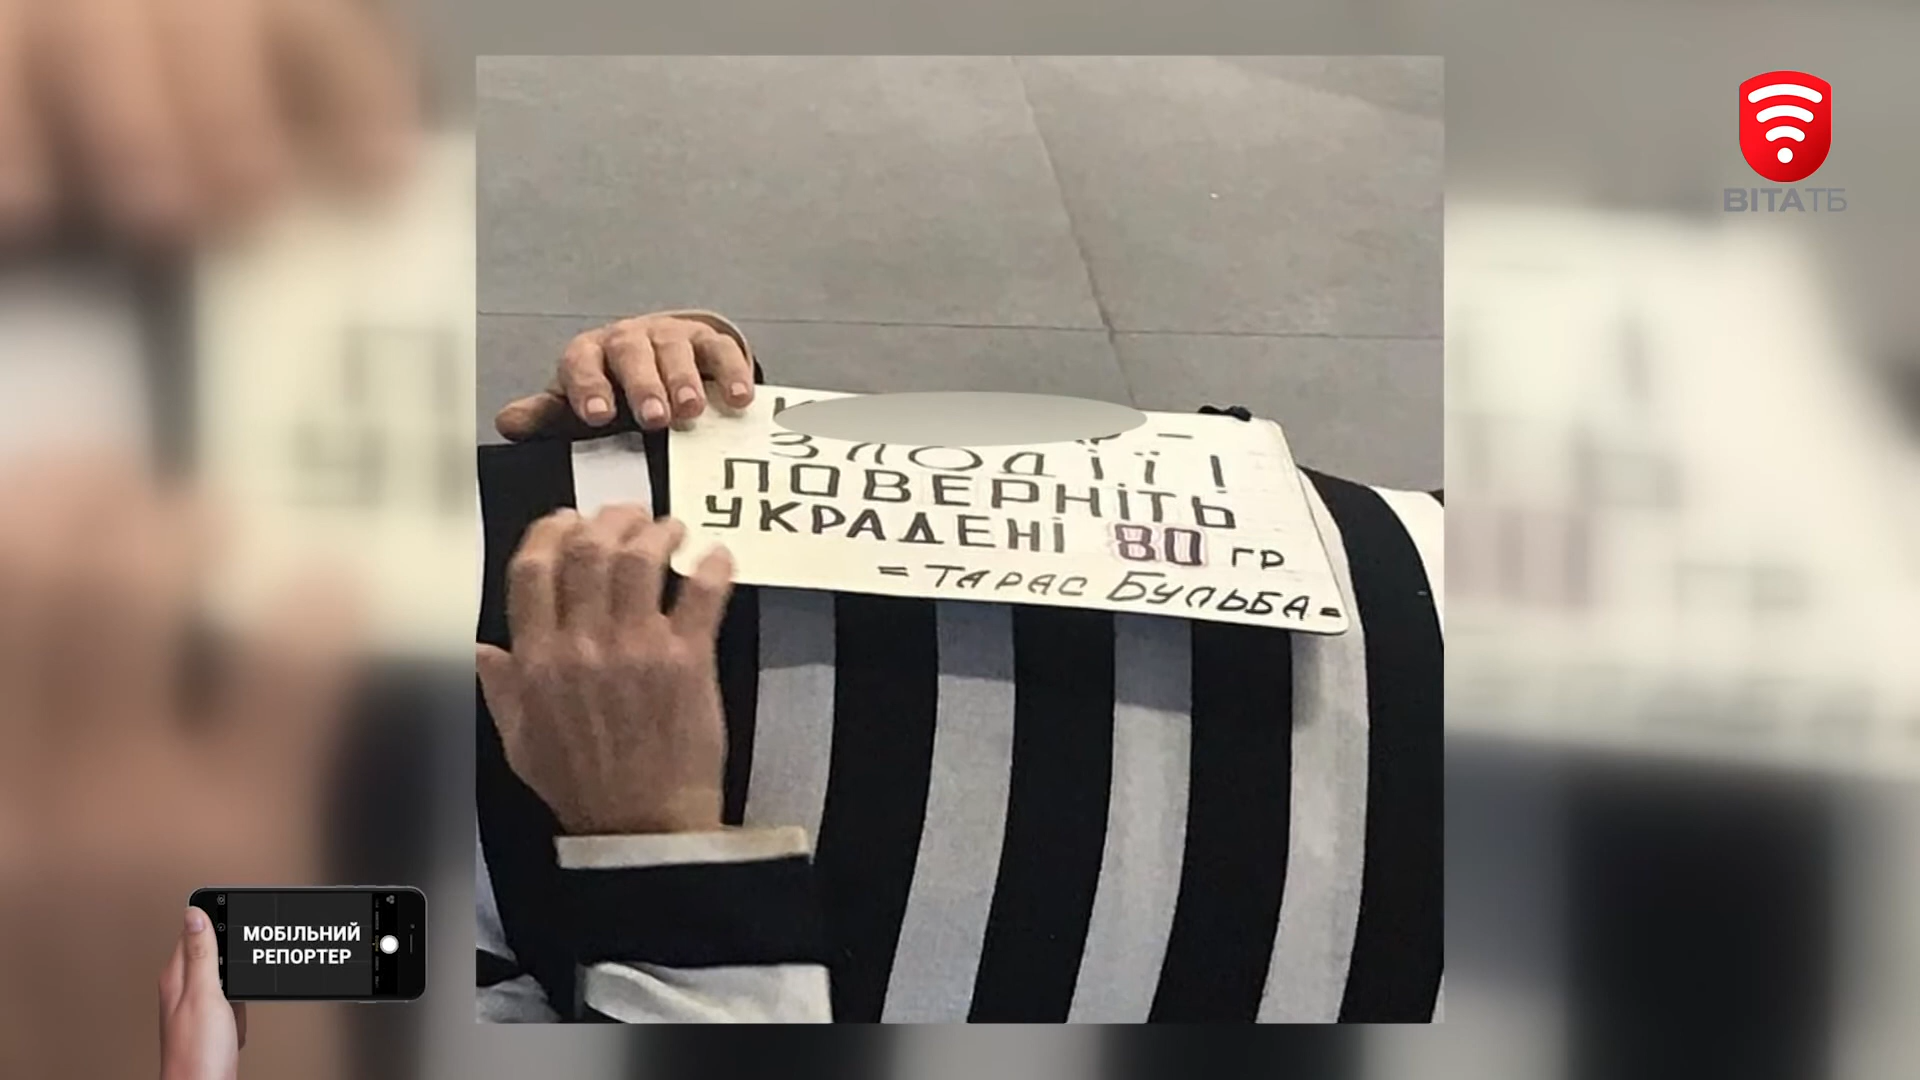 ЗЛОДІЇ!
ПОВЕРНІТЬ
УКРАДЕНІ 80 ГР
= ТАРАС БУЛЬБА =
ВІТАТБ
МОБІЛЬНИЙ
РЕПОРТЕР